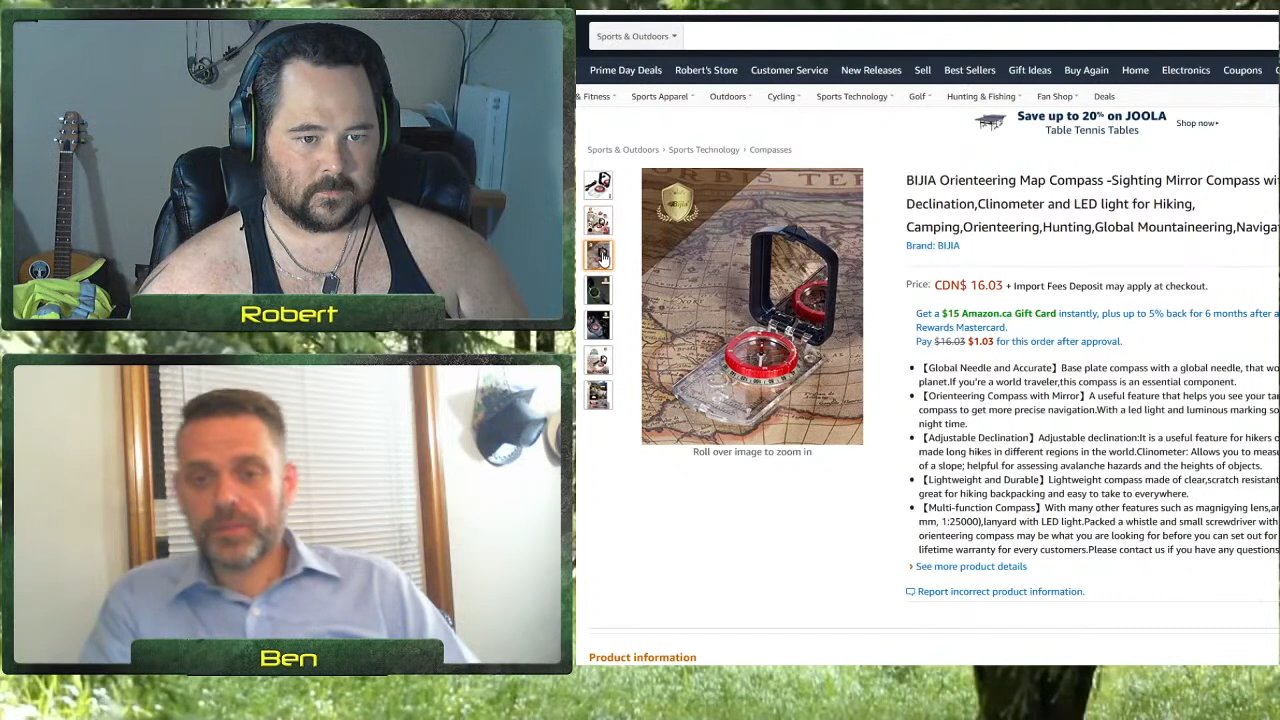 Robert
Ben
Sports & Outdoors
Prime Day Deals Robert's Store Customer Service New Releases Sell Best Sellers Gift Ideas Buy Again Home Electronics Coupons
& Fitness Sports Apparel Outdoors Cycling Sports Technology Golf Hunting & Fishing Fan Shop Deals
Save up to 20% on JOOLA
Table Tennis Tables
Shop now
Sports & Outdoors › Sports Technology › Compasses
ORBIS TE
Bijia
BIJIA Orienteering Map Compass -Sighting Mirror Compass wi
Declination,Clinometer and LED light for Hiking,
Camping,Orienteering,Hunting,Global Mountaineering,Naviga
Brand: BIJIA
Price: CDN$ 16.03 + Import Fees Deposit may apply at checkout.
Get a $15 Amazon.ca Gift Card instantly, plus up to 5% back for 6 months after a
Rewards Mastercard.
Pay $16.03 $1.03 for this order after approval.
• 【Global Needle and Accurate】Base plate compass with a global needle, that wo
planet.If you're a world traveler,this compass is an essential component.
• 【Orienteering Compass with Mirror】A useful feature that helps you see your ta
compass to get more precise navigation.With a led light and luminous marking so
night time.
• 【Adjustable Declination】Adjustable declination:It is a useful feature for hikers o
made long hikes in different regions in the world.Clinometer: Allows you to meas
of a slope; helpful for assessing avalanche hazards and the heights of objects.
• 【Lightweight and Durable】Lightweight compass made of clear,scratch resistant
great for hiking backpacking and easy to take to everywhere.
• 【Multi-function Compass】With many other features such as magnigying lens,a
mm, 1:25000),lanyard with LED light.Packed a whistle and small screwdriver with
orienteering compass may be what you are looking for before you can set out for
lifetime warranty for every customers.Please contact us if you have any questions
› See more product details
Report incorrect product information.
Roll over image to zoom in
Product information